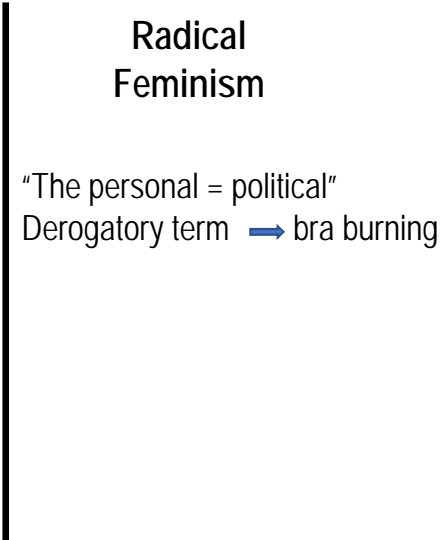 Radical
Feminism
“The personal = political”
Derogatory term ➡ bra burning